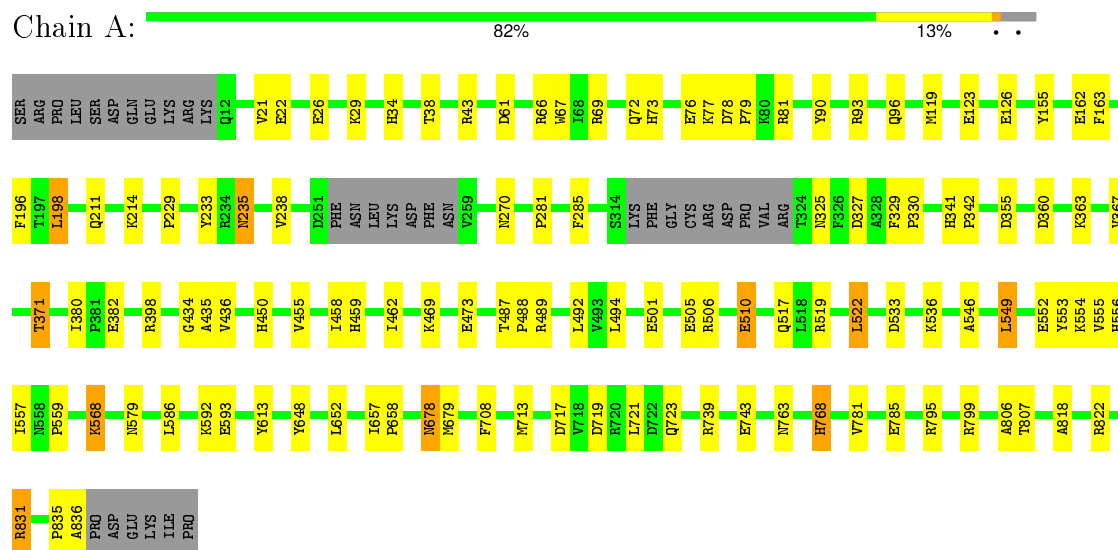 Chain A:
82% 13% • •
SER ARG PRO LEU SER ASP GLN GLU LYS ARG LYS Q12 V21 E22 E26 K29 H34 T38 R43 D61 R66 W67 I68 R69 Q72 H73 E76 K77 D78 P79 K80 R81 Y90 R93 Q96 M119 E123 E126 Y155 E162 F163
F196 T197 L198 Q211 K214 P229 Y233 R234 N235 V238 D251 PHE ASN LEU LYS ASP PHE ASN V259 N270 P281 F285 S314 LYS PHE GLY CYS ARG ASP PRO VAL ARG T324 N325 F326 D327 A328 F329 P330 H341 P342 D355 D360 K363 V367
T371 I380 P381 E382 R398 G434 A435 V436 H450 V455 I458 H459 I462 K469 E473 T487 P488 R489 L492 V493 L494 E501 E505 R506 E510 Q517 L518 R519 L522 D533 K536 A546 L549 E552 Y553 K554 V555 H556
I557 N558 P559 K568 N579 L586 K592 E593 Y613 Y648 L652 I657 P658 N678 M679 F708 M713 D717 V718 D719 R720 L721 D722 Q723 R739 E743 N763 H768 V781 E785 R795 R799 A806 T807 A818 R822
R831 P835 A836 PRO ASP GLU LYS ILE PRO